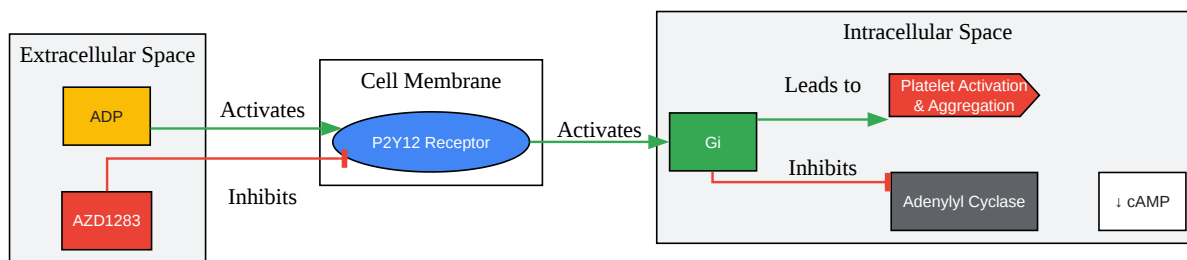 Extracellular Space
ADP
AZD1283
Activates
Inhibits
Cell Membrane
P2Y12 Receptor
Activates
Intracellular Space
Gi
Leads to
Platelet Activation
& Aggregation
Inhibits
Adenylyl Cyclase
↓ cAMP